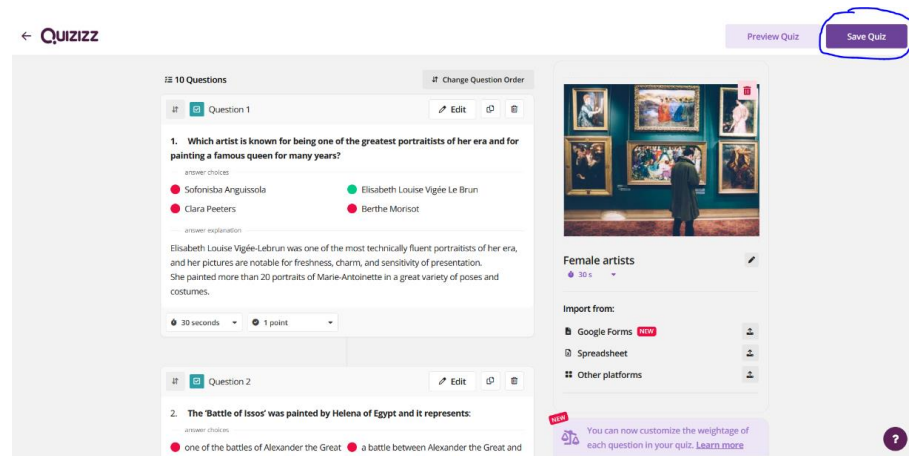 Quizizz
Preview Quiz
Save Quiz
10 Questions
Change Question Order
Question 1
Edit
1. Which artist is known for being one of the greatest portraitists of her era and for
painting a famous queen for many years?
answer choices
Sofonisba Anguissola
Elisabeth Louise Vigée Le Brun
Clara Peeters
Berthe Morisot
answer explanation
Elisabeth Louise Vigée-Lebrun was one of the most technically fluent portraitists of her era,
and her pictures are notable for freshness, charm, and sensitivity of presentation.
She painted more than 20 portraits of Marie-Antoinette in a great variety of poses and
costumes.
30 seconds
1 point
Question 2
Edit
2. The 'Battle of Issos' was painted by Helena of Egypt and it represents:
answer choices
one of the battles of Alexander the Great
a battle between Alexander the Great and
Female artists
30 s
Import from:
Google Forms NEW
Spreadsheet
Other platforms
NEW
You can now customize the weightage of
each question in your quiz. Learn more
?